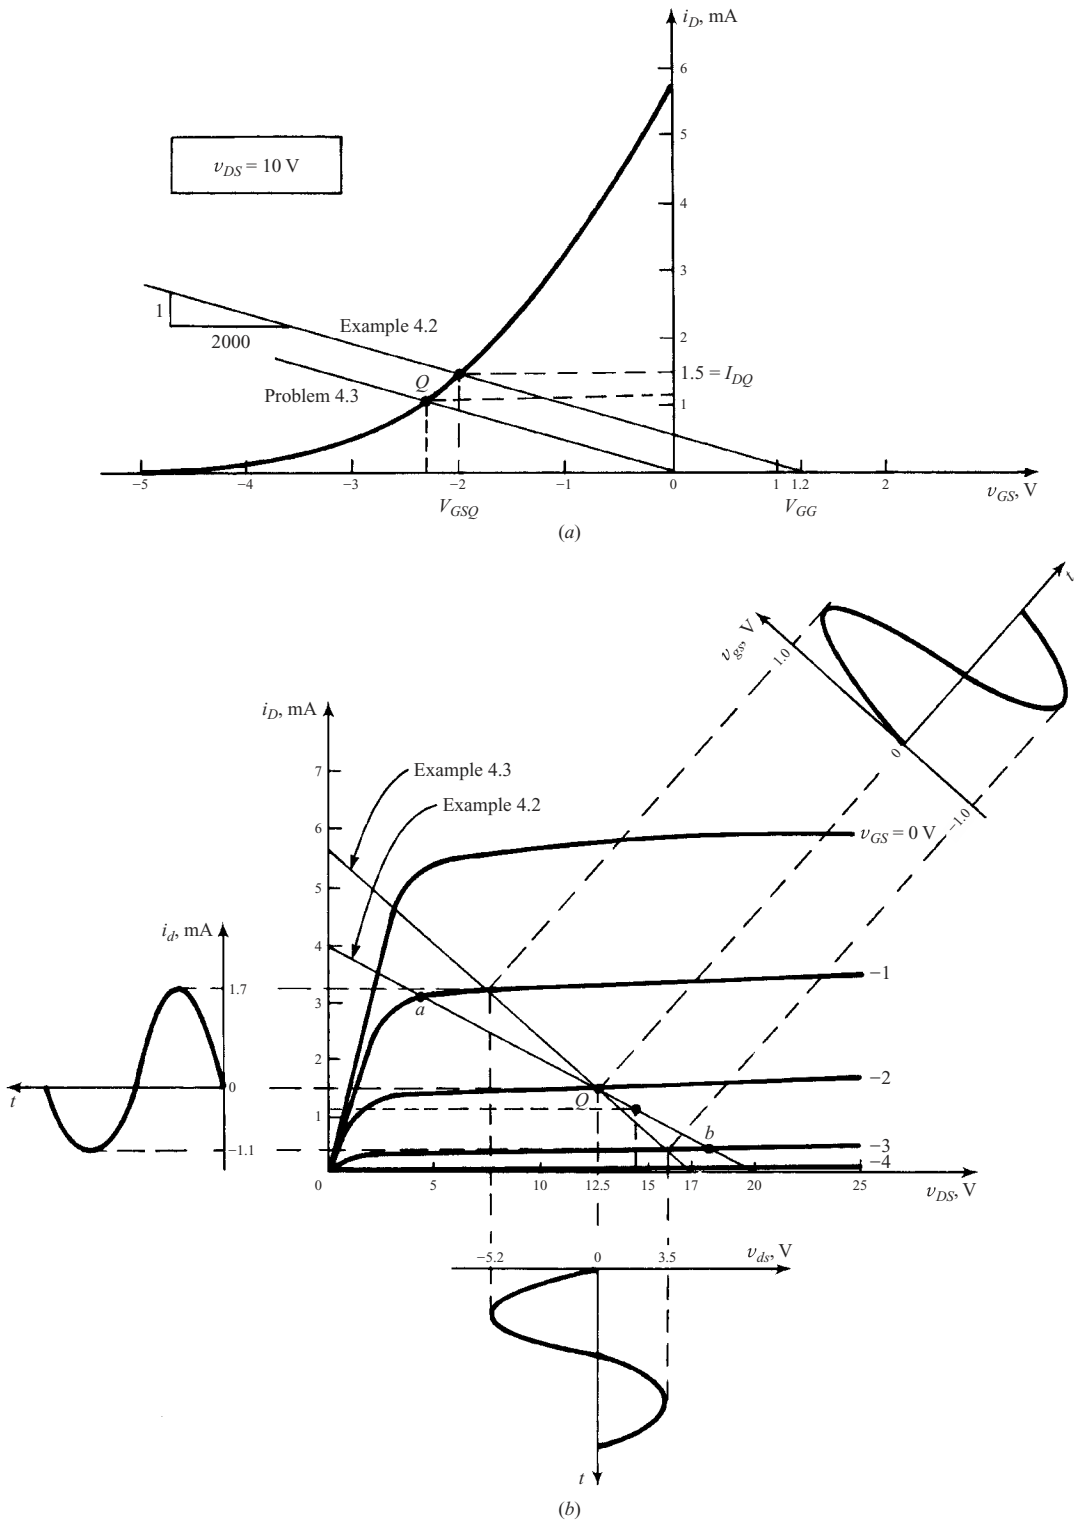 i_D, mA
6
5
v_DS = 10 V
4
3
1
2000
Example 4.2
2
1.5 = I_DQ
Q
Problem 4.3
1
−5 −4 −3 −2 −1 0 1 1.2 2
v_GS, V
V_GSQ V_GG
(a)
t
v_gs, V
1.0
0
−1.0
i_D, mA
7
Example 4.3
Example 4.2
6
v_GS = 0 V
5
i_d, mA
4
−1
1.7
3
a
2
−2
t
0
Q
1
b
−1.1
−3
−4
0 5 10 12.5 15 17 20 25
v_DS, V
−5.2 0 3.5 v_ds, V
t
(b)